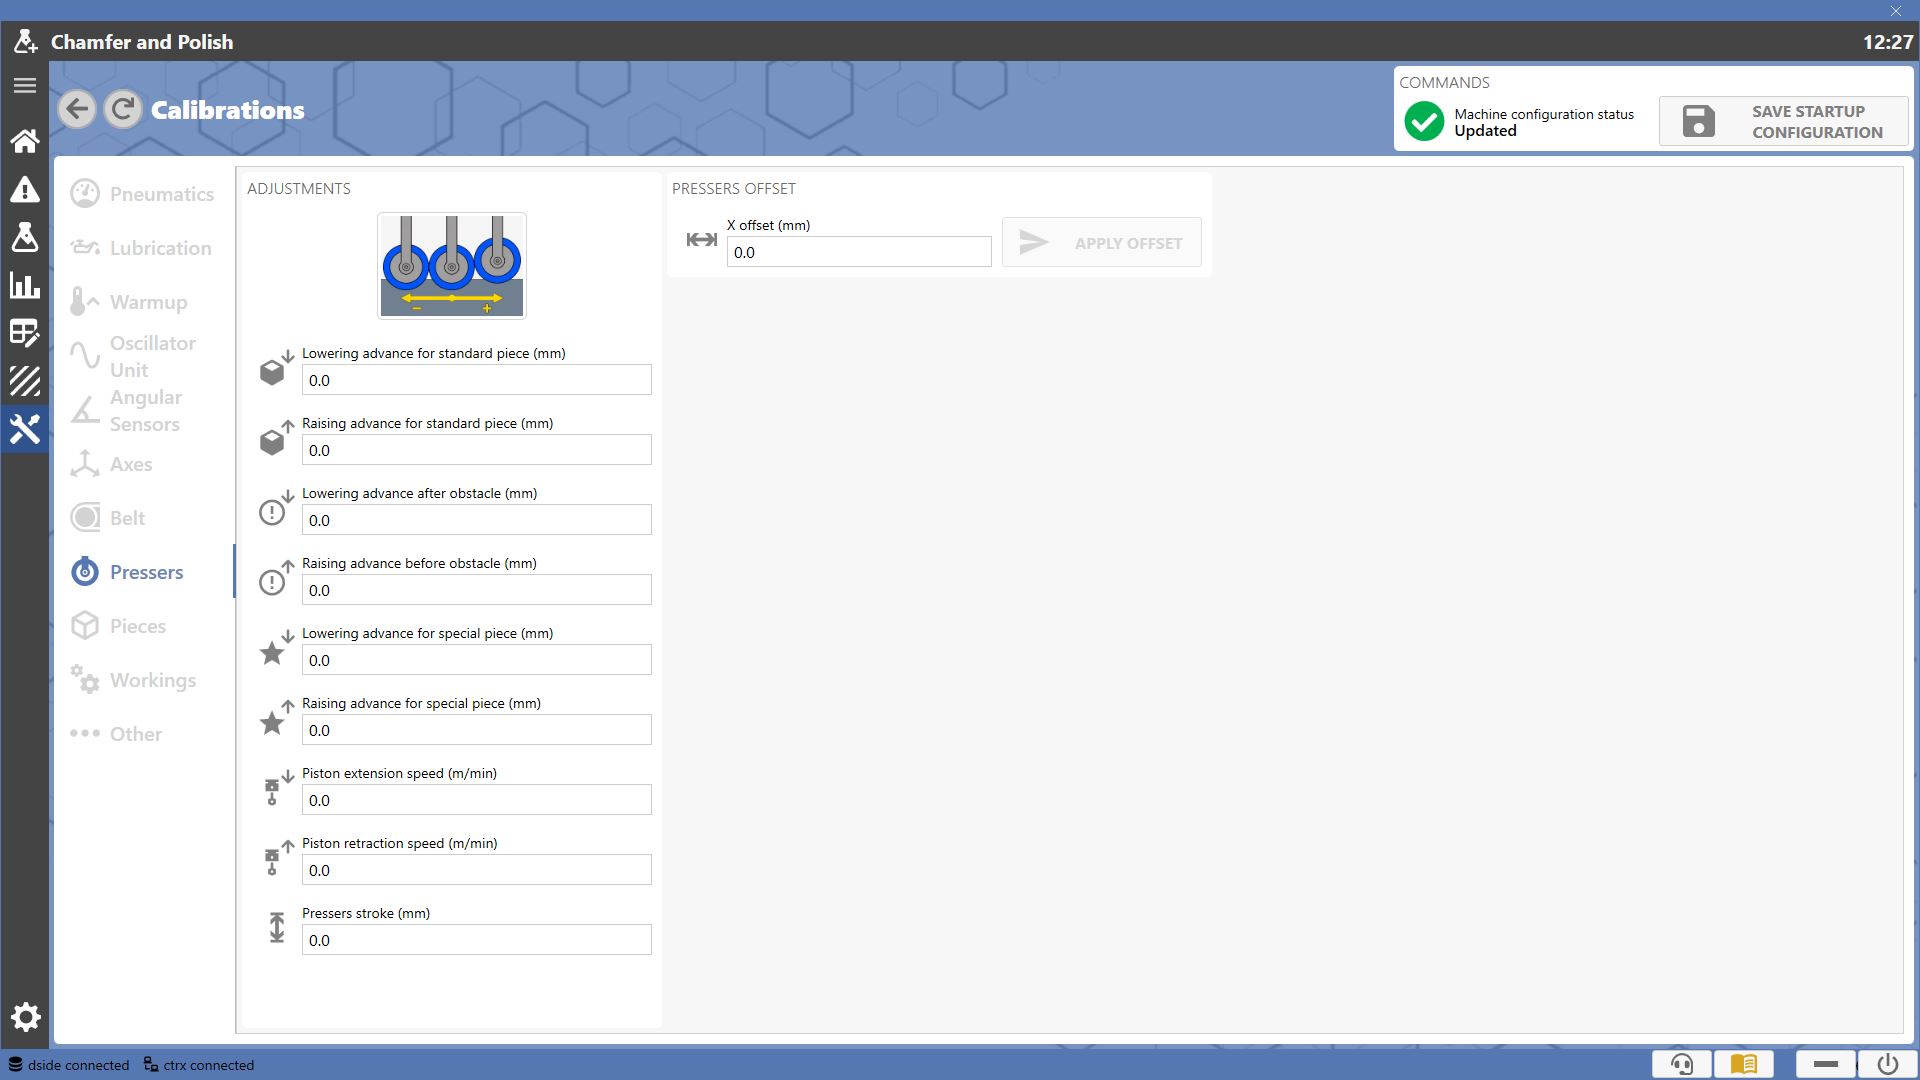 Chamfer and Polish
12:27
Calibrations
COMMANDS
Machine configuration status
Updated
SAVE STARTUP
CONFIGURATION
Pneumatics
Lubrication
Warmup
Oscillator
Unit
Angular
Sensors
Axes
Belt
Pressers
Pieces
Workings
Other
ADJUSTMENTS
Lowering advance for standard piece (mm)
0.0
Raising advance for standard piece (mm)
0.0
Lowering advance after obstacle (mm)
0.0
Raising advance before obstacle (mm)
0.0
Lowering advance for special piece (mm)
0.0
Raising advance for special piece (mm)
0.0
Piston extension speed (m/min)
0.0
Piston retraction speed (m/min)
0.0
Pressers stroke (mm)
0.0
PRESSERS OFFSET
X offset (mm)
0.0
APPLY OFFSET
dside connected
ctrx connected